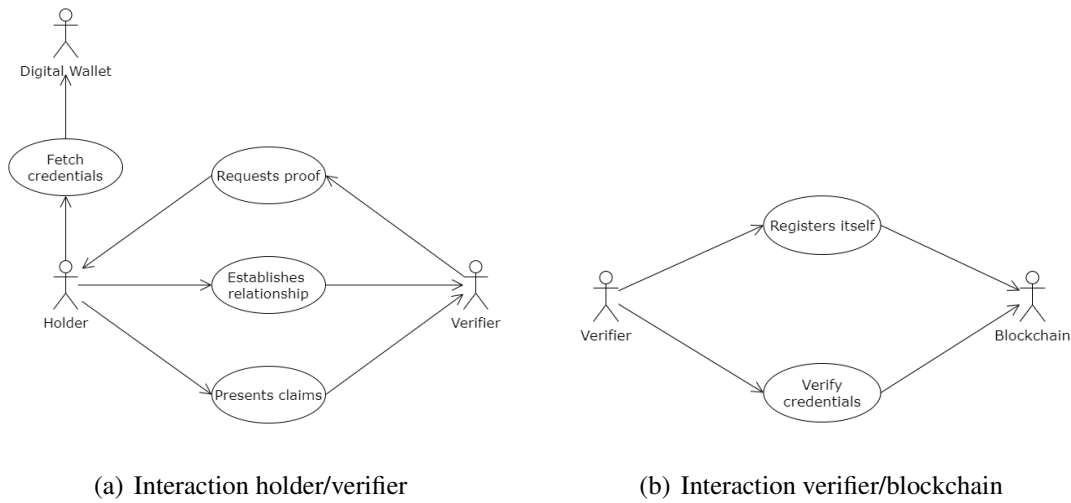 Digital Wallet
Fetch
credentials
Requests proof
Establishes
relationship
Holder
Verifier
Presents claims
(a) Interaction holder/verifier
Registers itself
Verifier
Blockchain
Verify
credentials
(b) Interaction verifier/blockchain